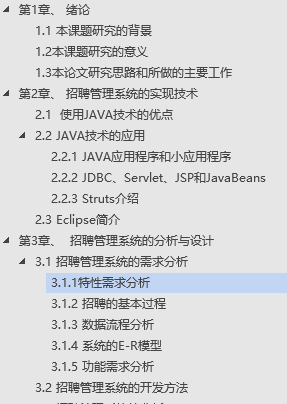 第1章、 绪论
1.1 本课题研究的背景
1.2本课题研究的意义
1.3本论文研究思路和所做的主要工作
第2章、 招聘管理系统的实现技术
2.1 使用JAVA技术的优点
2.2 JAVA技术的应用
2.2.1 JAVA应用程序和小应用程序
2.2.2 JDBC、Servlet、JSP和JavaBeans
2.2.3 Struts介绍
2.3 Eclipse简介
第3章、 招聘管理系统的分析与设计
3.1 招聘管理系统的需求分析
3.1.1特性需求分析
3.1.2 招聘的基本过程
3.1.3 数据流程分析
3.1.4 系统的E-R模型
3.1.5 功能需求分析
3.2 招聘管理系统的开发方法